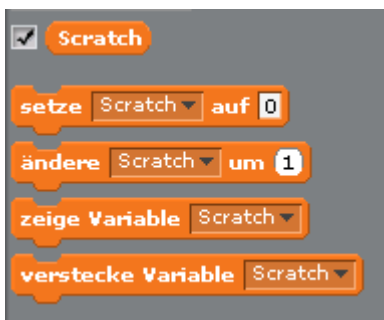 Scratch
setze Scratch auf 0
ändere Scratch um 1
zeige Variable Scratch
verstecke Variable Scratch